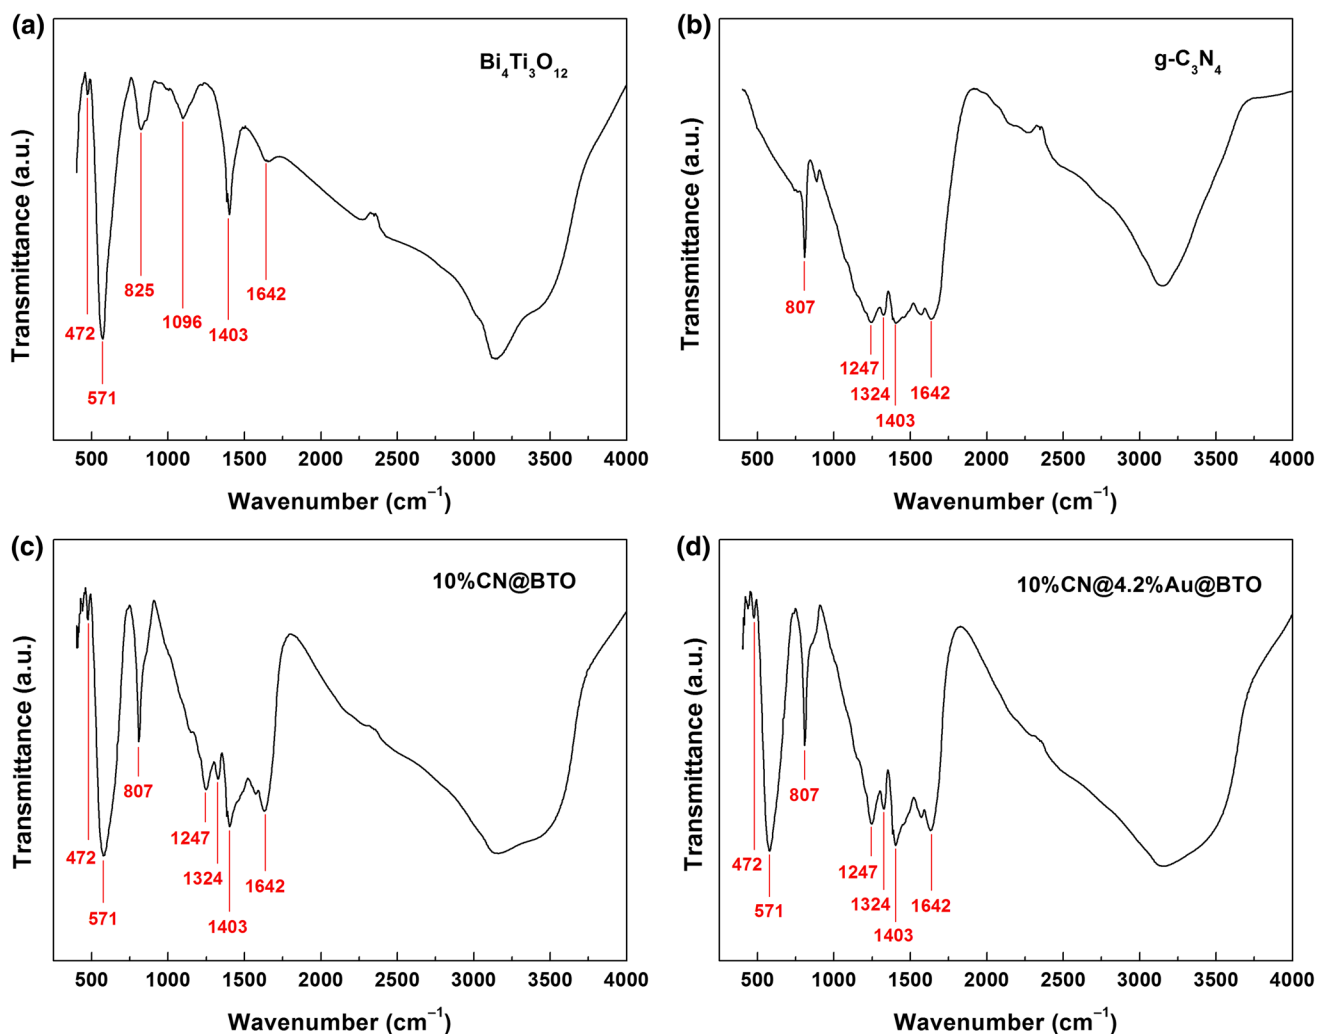 (a)
Bi4Ti3O12
Transmittance (a.u.)
472
571
825
1096
1403
1642
500 1000 1500 2000 2500 3000 3500 4000
Wavenumber (cm−1)
(b)
g-C3N4
Transmittance (a.u.)
807
1247
1324
1403
1642
500 1000 1500 2000 2500 3000 3500 4000
Wavenumber (cm−1)
(c)
10%CN@BTO
Transmittance (a.u.)
472
571
807
1247
1324
1403
1642
500 1000 1500 2000 2500 3000 3500 4000
Wavenumber (cm−1)
(d)
10%CN@4.2%Au@BTO
Transmittance (a.u.)
472
571
807
1247
1324
1403
1642
500 1000 1500 2000 2500 3000 3500 4000
Wavenumber (cm−1)